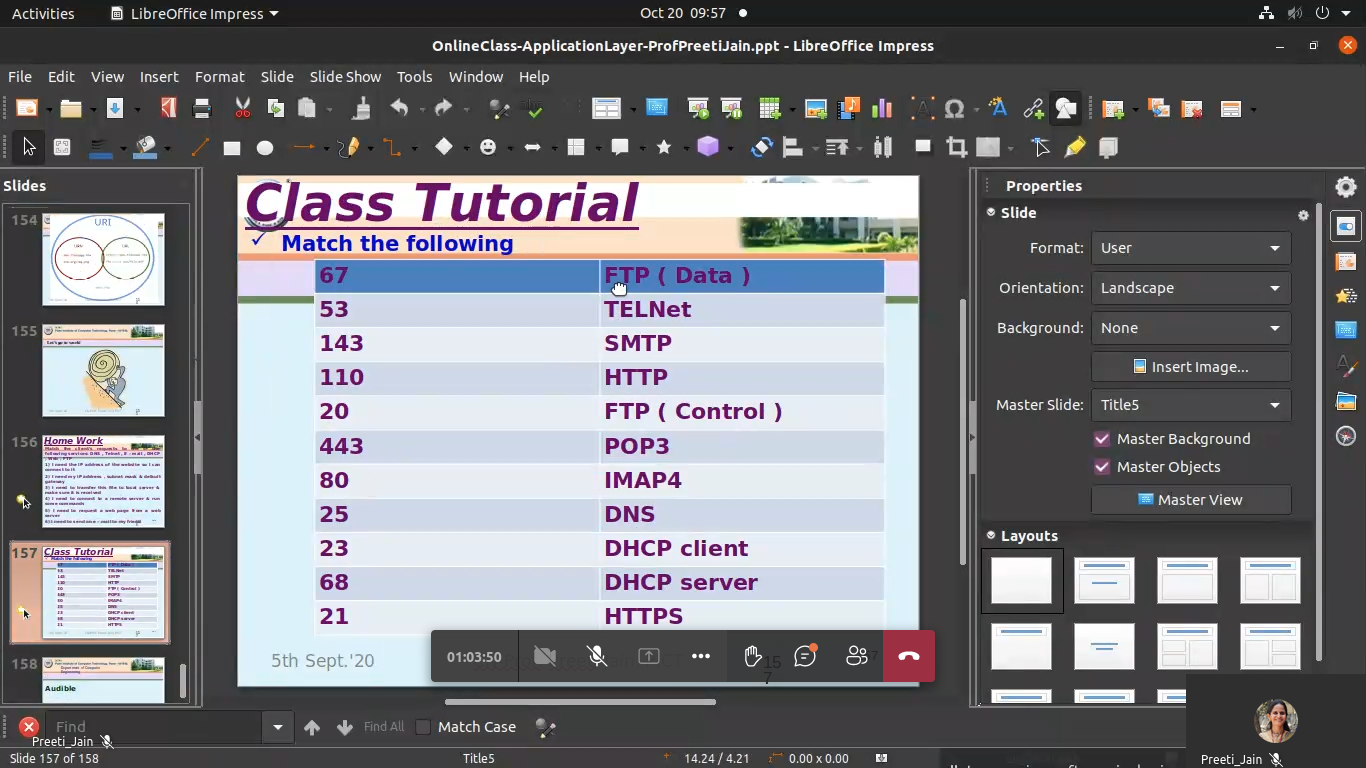 Activities
LibreOffice Impress
Oct 20 09:57
OnlineClass-ApplicationLayer-ProfPreetiJain.ppt - LibreOffice Impress
File Edit View Insert Format Slide Slide Show Tools Window Help
Slides
154
URI
155
156
Home Work
157
Class Tutorial
158
Audible
Class Tutorial
✓ Match the following
67 FTP ( Data )
53 TELNet
143 SMTP
110 HTTP
20 FTP ( Control )
443 POP3
80 IMAP4
25 DNS
23 DHCP client
68 DHCP server
21 HTTPS
5th Sept.'20
01:03:50
Properties
Slide
Format: User
Orientation: Landscape
Background: None
Insert Image...
Master Slide: Title5
Master Background
Master Objects
Master View
Layouts
Find
Find All
Match Case
Preeti_Jain
Slide 157 of 158
Title5
14.24 / 4.21
0.00 x 0.00
Preeti_Jain